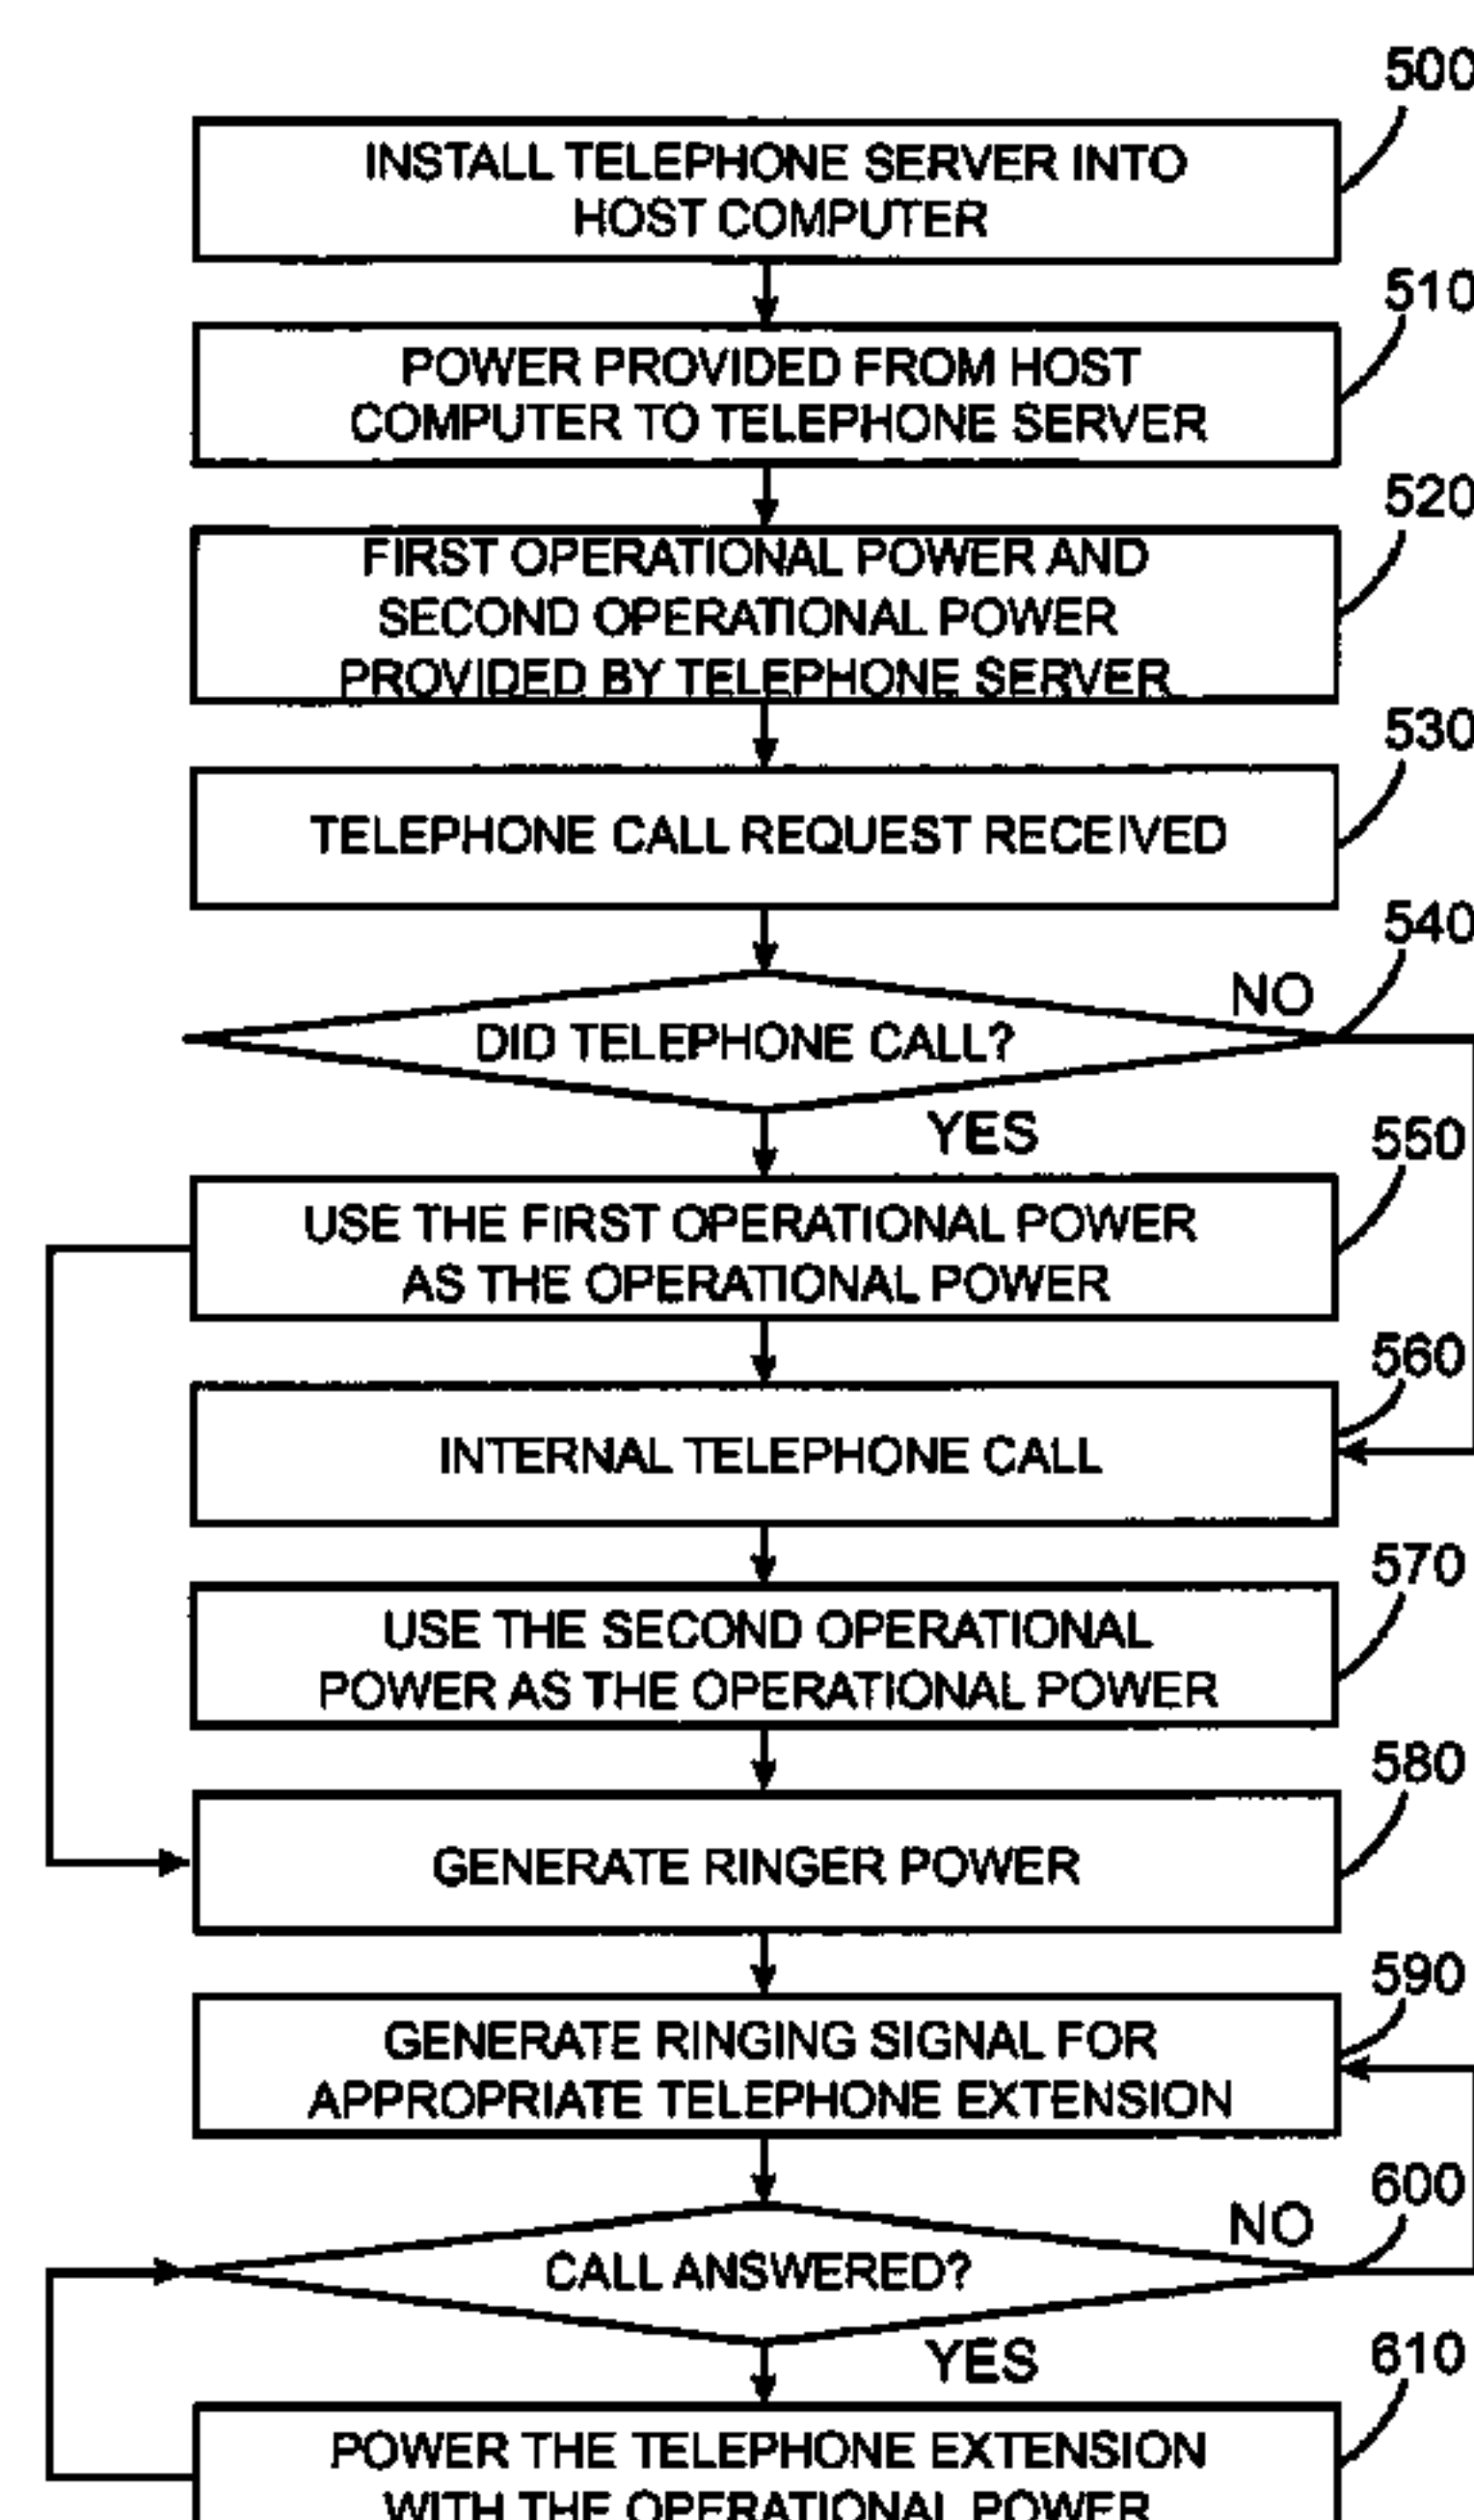 500
INSTALL TELEPHONE SERVER INTO
HOST COMPUTER
510
POWER PROVIDED FROM HOST
COMPUTER TO TELEPHONE SERVER
520
FIRST OPERATIONAL POWER AND
SECOND OPERATIONAL POWER
PROVIDED BY TELEPHONE SERVER
530
TELEPHONE CALL REQUEST RECEIVED
540
NO
DID TELEPHONE CALL?
YES
550
USE THE FIRST OPERATIONAL POWER
AS THE OPERATIONAL POWER
560
INTERNAL TELEPHONE CALL
570
USE THE SECOND OPERATIONAL
POWER AS THE OPERATIONAL POWER
580
GENERATE RINGER POWER
590
GENERATE RINGING SIGNAL FOR
APPROPRIATE TELEPHONE EXTENSION
600
NO
CALL ANSWERED?
YES
610
POWER THE TELEPHONE EXTENSION
WITH THE OPERATIONAL POWER